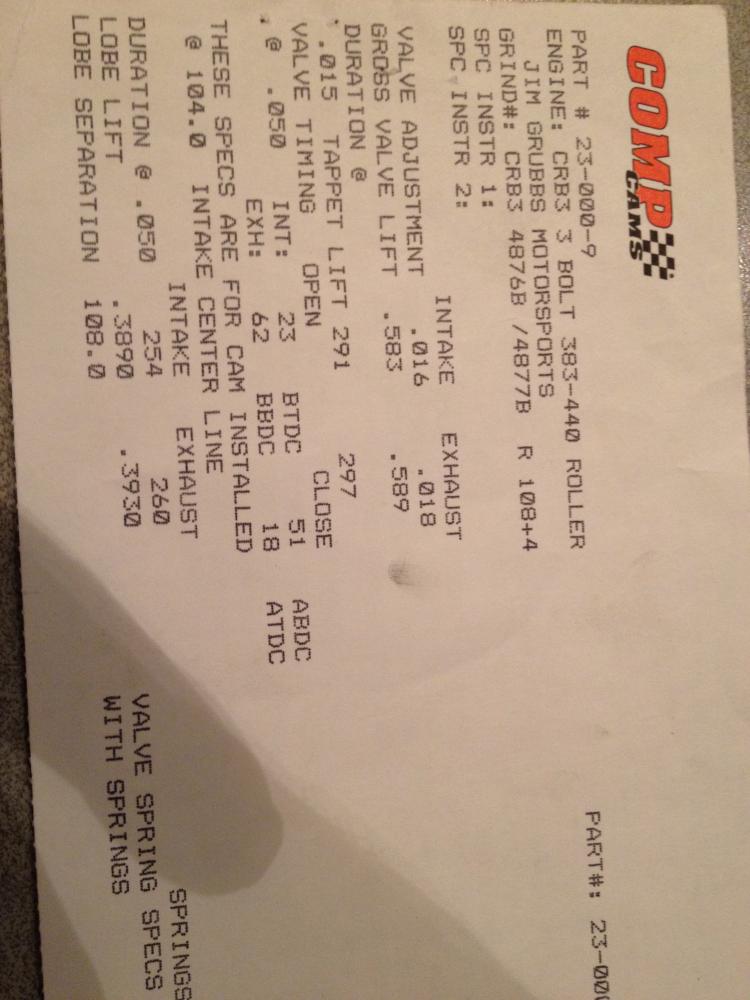 COMP
CAMS
PART # 23-000-9
ENGINE: CRB3 3 BOLT 383-440 ROLLER
JIM GRUBBS MOTORSPORTS
GRIND#: CRB3 4876B /4877B R 108+4
SPC INSTR 1:
SPC INSTR 2:
INTAKE EXHAUST
VALVE ADJUSTMENT .016 .018
GROSS VALVE LIFT .583 .589
DURATION @
.015 TAPPET LIFT 291 297
VALVE TIMING OPEN CLOSE
@ .050 INT: 23 BTDC 51 ABDC
EXH: 62 BBDC 18 ATDC
THESE SPECS ARE FOR CAM INSTALLED
@ 104.0 INTAKE CENTER LINE
INTAKE EXHAUST
DURATION @ .050 254 260
LOBE LIFT .3890 .3930
LOBE SEPARATION 108.0
PART#: 23-00
SPRINGS
VALVE SPRING SPECS
WITH SPRINGS